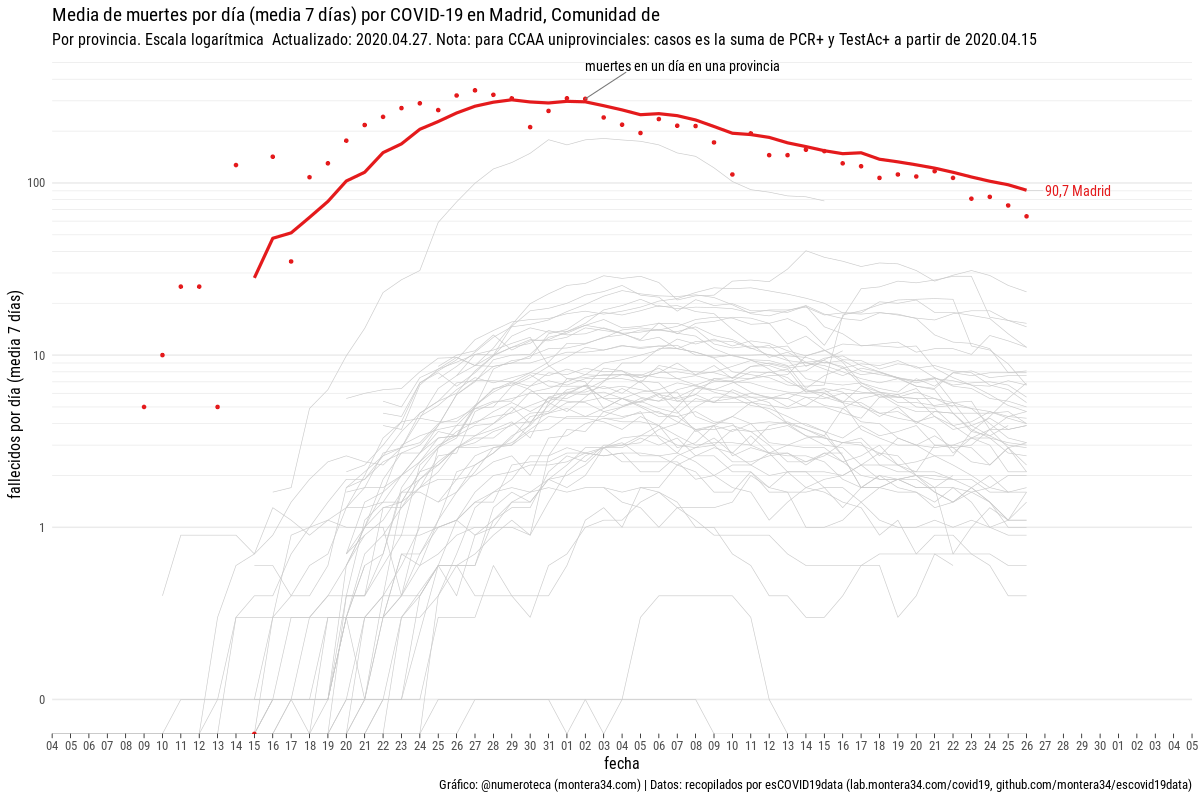 Media de muertes por día (media 7 días) por COVID-19 en Madrid, Comunidad de
Por provincia. Escala logarítmica  Actualizado: 2020.04.27. Nota: para CCAA uniprovinciales: casos es la suma de PCR+ y TestAc+ a partir de 2020.04.15
muertes en un día en una provincia
100
90,7 Madrid
10
fallecidos por día (media 7 días)
1
0
04 05 06 07 08 09 10 11 12 13 14 15 16 17 18 19 20 21 22 23 24 25 26 27 28 29 30 31 01 02 03 04 05 06 07 08 09 10 11 12 13 14 15 16 17 18 19 20 21 22 23 24 25 26 27 28 29 30 01 02 03 04 05
fecha
Gráfico: @numeroteca (montera34.com) | Datos: recopilados por esCOVID19data (lab.montera34.com/covid19, github.com/montera34/escovid19data)